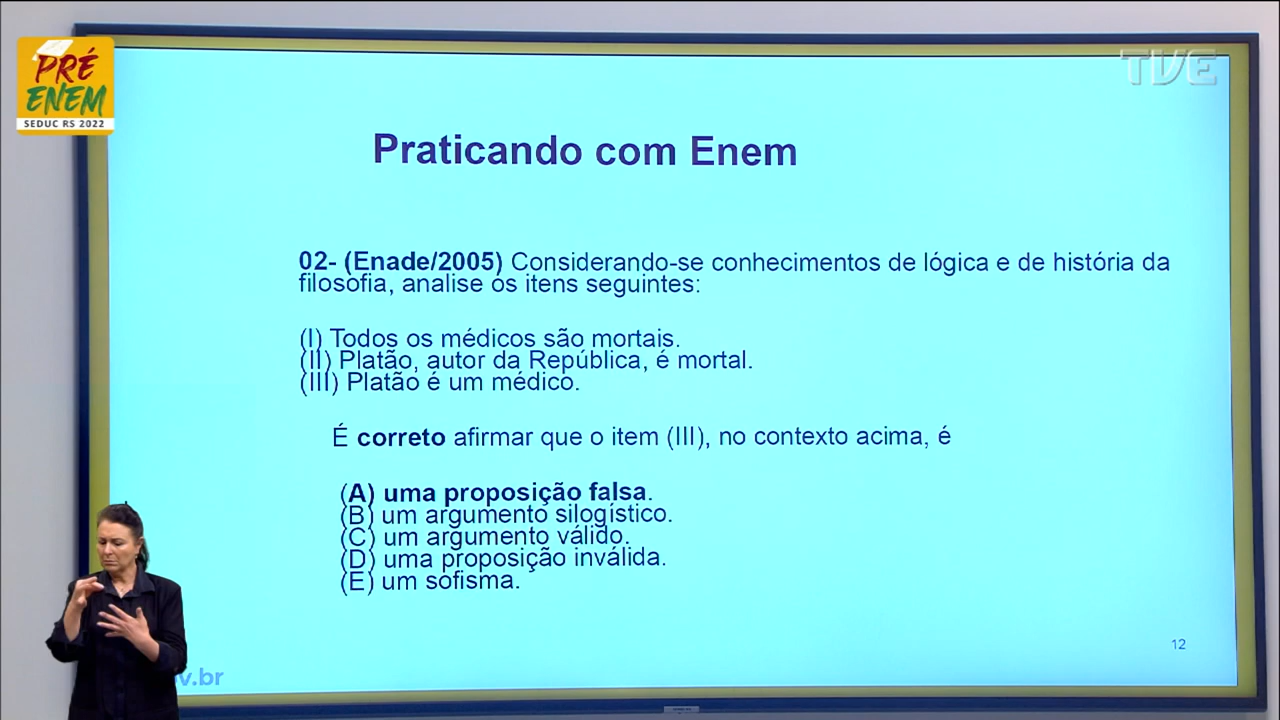 PRÉ
ENEM
SEDUC RS 2022
TVE
Praticando com Enem
02- (Enade/2005) Considerando-se conhecimentos de lógica e de história da
filosofia, analise os itens seguintes:
(I) Todos os médicos são mortais.
(II) Platão, autor da República, é mortal.
(III) Platão é um médico.
É correto afirmar que o item (III), no contexto acima, é
(A) uma proposição falsa.
(B) um argumento silogístico.
(C) um argumento válido.
(D) uma proposição inválida.
(E) um sofisma.
12
v.br